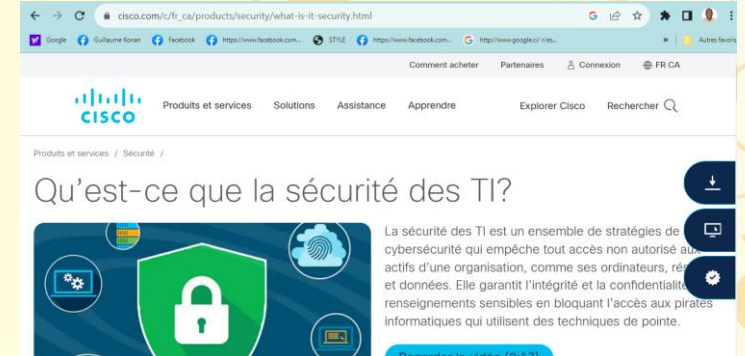 cisco.com/c/fr_ca/products/security/what-is-it-security.html
Google Guillaume Konan Facebook https://www.facebook.com... STYLE https://www.facebook.com... http://www.google.ci/ Autres favoris
Comment acheter Partenaires Connexion FR CA
CISCO Produits et services Solutions Assistance Apprendre Explorer Cisco Rechercher
Produits et services / Sécurité /
Qu'est-ce que la sécurité des TI?
La sécurité des TI est un ensemble de stratégies de
cybersécurité qui empêche tout accès non autorisé
actifs d'une organisation, comme ses ordinateurs,
et données. Elle garantit l'intégrité et la
renseignements sensibles en bloquant l'accès aux pirates
informatiques qui utilisent des techniques de pointe.
Regarder la vidéo (2:17)